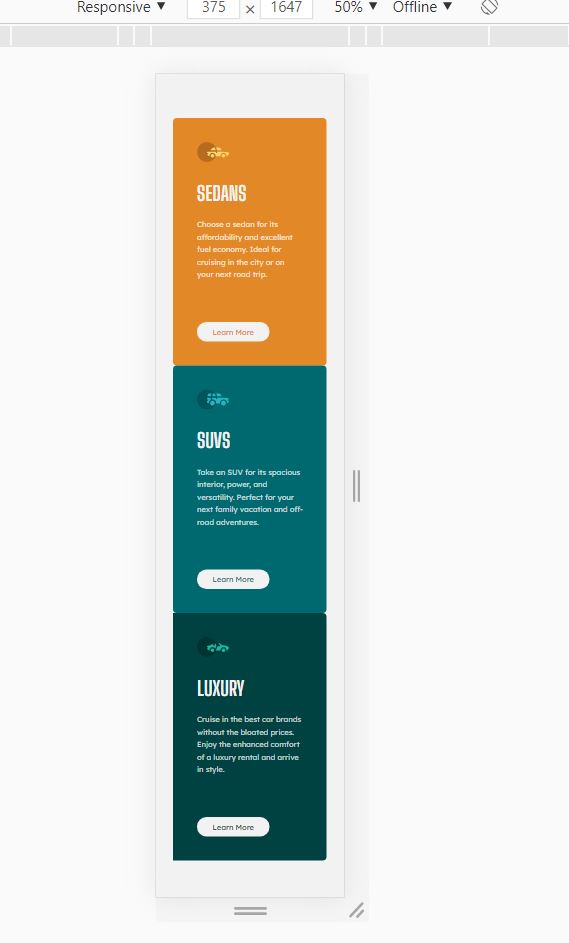 Responsive ▼ 375 × 1647 50% ▼ Offline ▼
SEDANS
Choose a sedan for its
affordability and excellent
fuel economy. Ideal for
cruising in the city or on
your next road trip.
Learn More
SUVS
Take an SUV for its spacious
interior, power, and
versatility. Perfect for your
next family vacation and off-
road adventures.
Learn More
LUXURY
Cruise in the best car brands
without the bloated prices.
Enjoy the enhanced comfort
of a luxury rental and arrive
in style.
Learn More